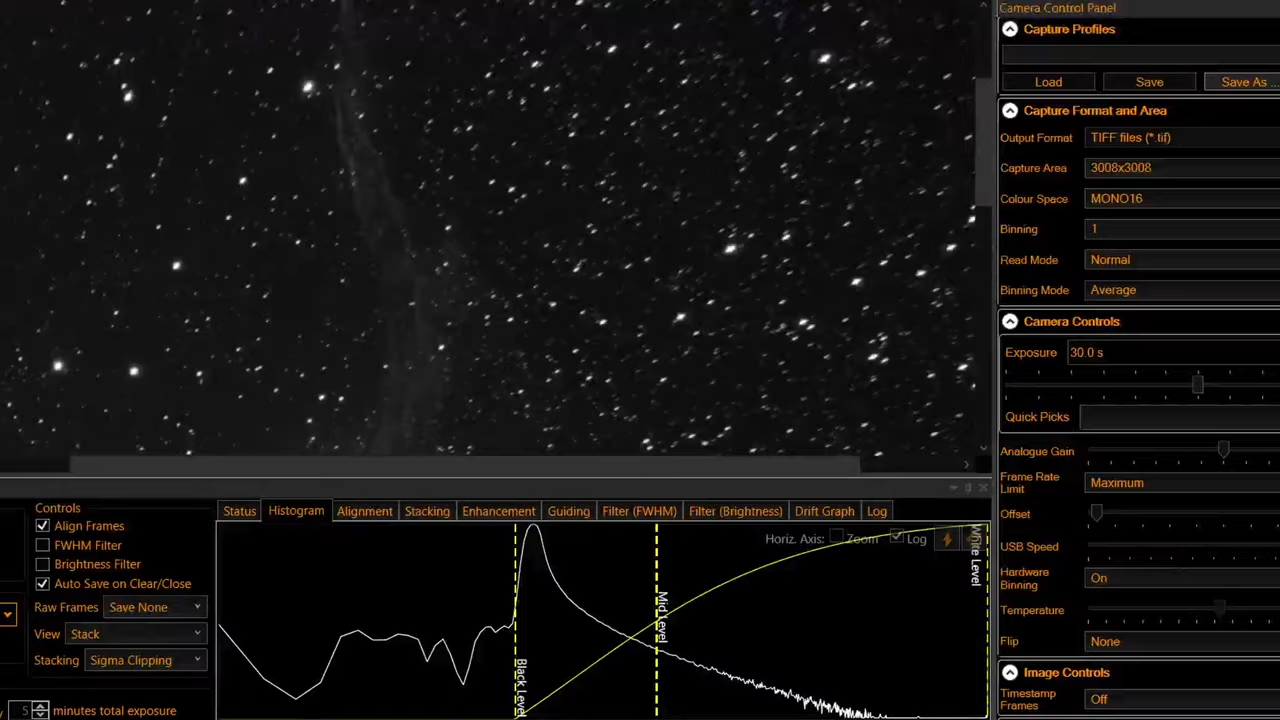 Camera Control Panel
Capture Profiles
Load Save Save As ...
Capture Format and Area
Output Format TIFF files (*.tif)
Capture Area 3008x3008
Colour Space MONO16
Binning 1
Read Mode Normal
Binning Mode Average
Camera Controls
Exposure 30.0 s
Quick Picks
Analogue Gain
Frame Rate Limit Maximum
Offset
USB Speed
Hardware Binning On
Temperature
Flip None
Image Controls
Timestamp Frames Off
Controls
Align Frames
FWHM Filter
Brightness Filter
Auto Save on Clear/Close
Raw Frames Save None
View Stack
Stacking Sigma Clipping
5 minutes total exposure
Status Histogram Alignment Stacking Enhancement Guiding Filter (FWHM) Filter (Brightness) Drift Graph Log
Horiz. Axis: Zoom Log
Black Level
Mid Level
White Level